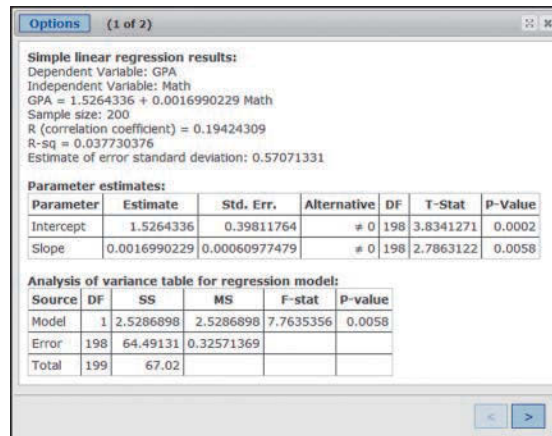 Options (1 of 2)
Simple linear regression results:
Dependent Variable: GPA
Independent Variable: Math
GPA = 1.5264336 + 0.0016990229 Math
Sample size: 200
R (correlation coefficient) = 0.19424309
R-sq = 0.037730376
Estimate of error standard deviation: 0.57071331
Parameter estimates:
Parameter Estimate Std. Err. Alternative DF T-Stat P-Value
Intercept 1.5264336 0.39811764 ≠ 0 198 3.8341271 0.0002
Slope 0.0016990229 0.00060977479 ≠ 0 198 2.7863122 0.0058
Analysis of variance table for regression model:
Source DF SS MS F-stat P-value
Model 1 2.5286898 2.5286898 7.7635356 0.0058
Error 198 64.49131 0.32571369
Total 199 67.02
< >